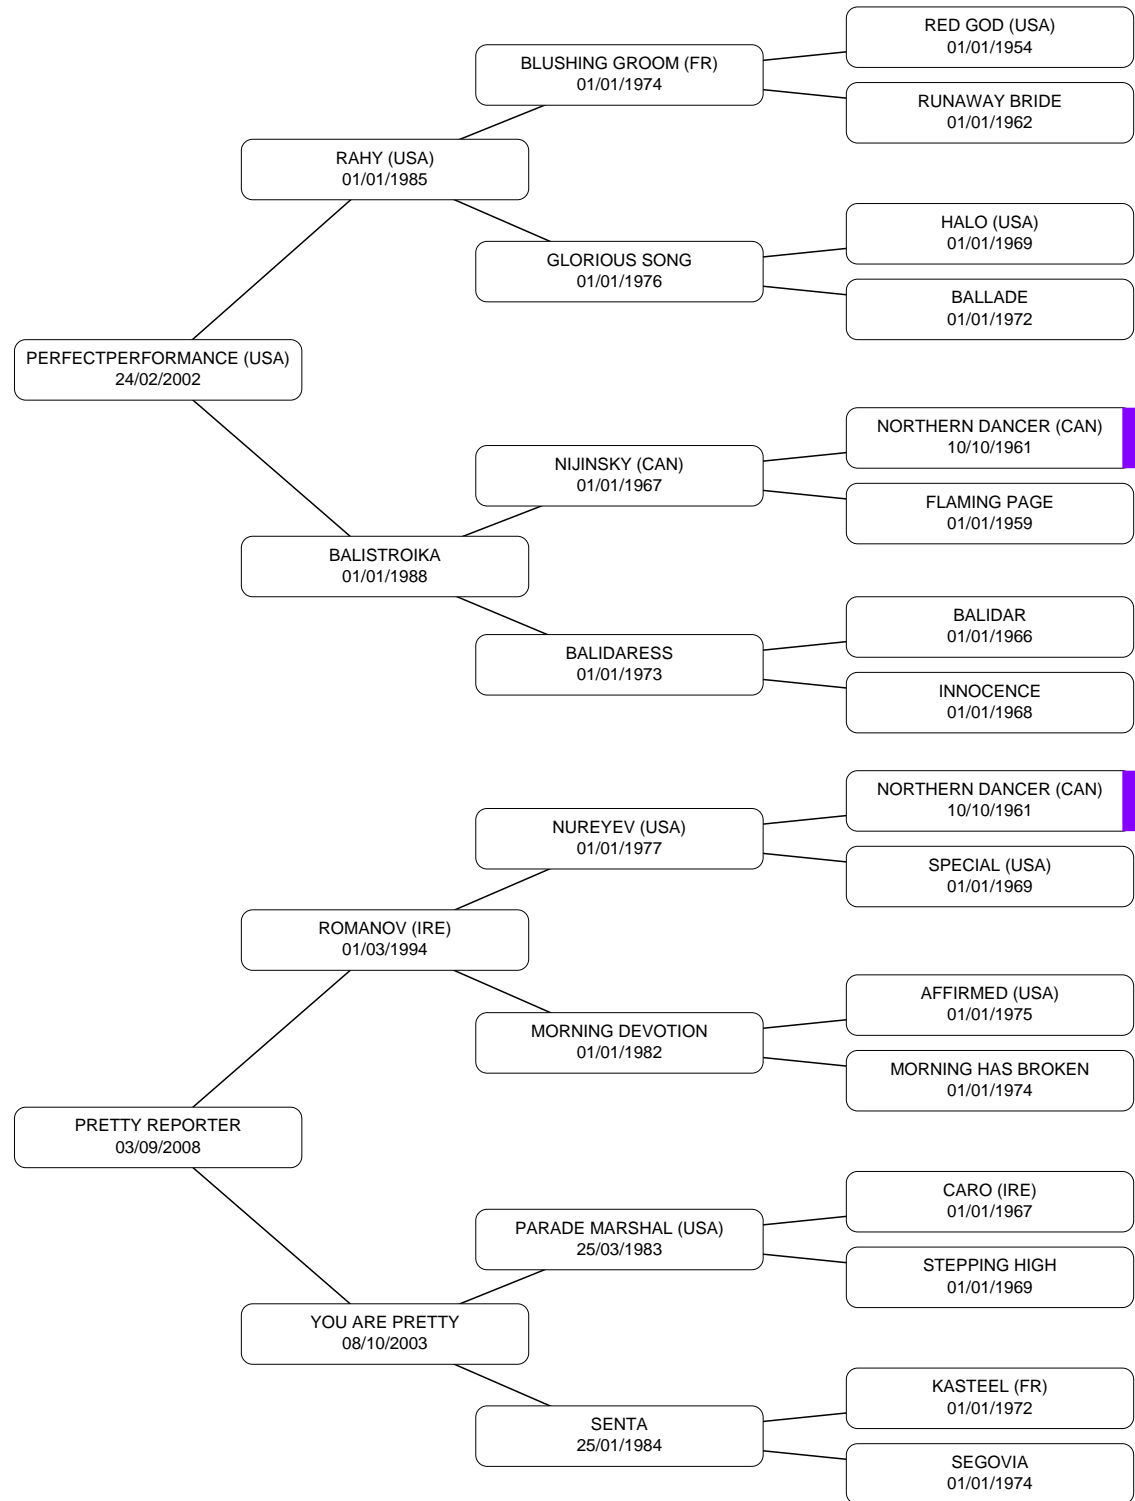 RED GOD (USA)
01/01/1954
BLUSHING GROOM (FR)
01/01/1974
RUNAWAY BRIDE
01/01/1962
RAHY (USA)
01/01/1985
HALO (USA)
01/01/1969
GLORIOUS SONG
01/01/1976
BALLADE
01/01/1972
PERFECTPERFORMANCE (USA)
24/02/2002
NORTHERN DANCER (CAN)
10/10/1961
NIJINSKY (CAN)
01/01/1967
FLAMING PAGE
01/01/1959
BALISTROIKA
01/01/1988
BALIDAR
01/01/1966
BALIDARESS
01/01/1973
INNOCENCE
01/01/1968
NORTHERN DANCER (CAN)
10/10/1961
NUREYEV (USA)
01/01/1977
SPECIAL (USA)
01/01/1969
ROMANOV (IRE)
01/03/1994
AFFIRMED (USA)
01/01/1975
MORNING DEVOTION
01/01/1982
MORNING HAS BROKEN
01/01/1974
PRETTY REPORTER
03/09/2008
CARO (IRE)
01/01/1967
PARADE MARSHAL (USA)
25/03/1983
STEPPING HIGH
01/01/1969
YOU ARE PRETTY
08/10/2003
KASTEEL (FR)
01/01/1972
SENTA
25/01/1984
SEGOVIA
01/01/1974